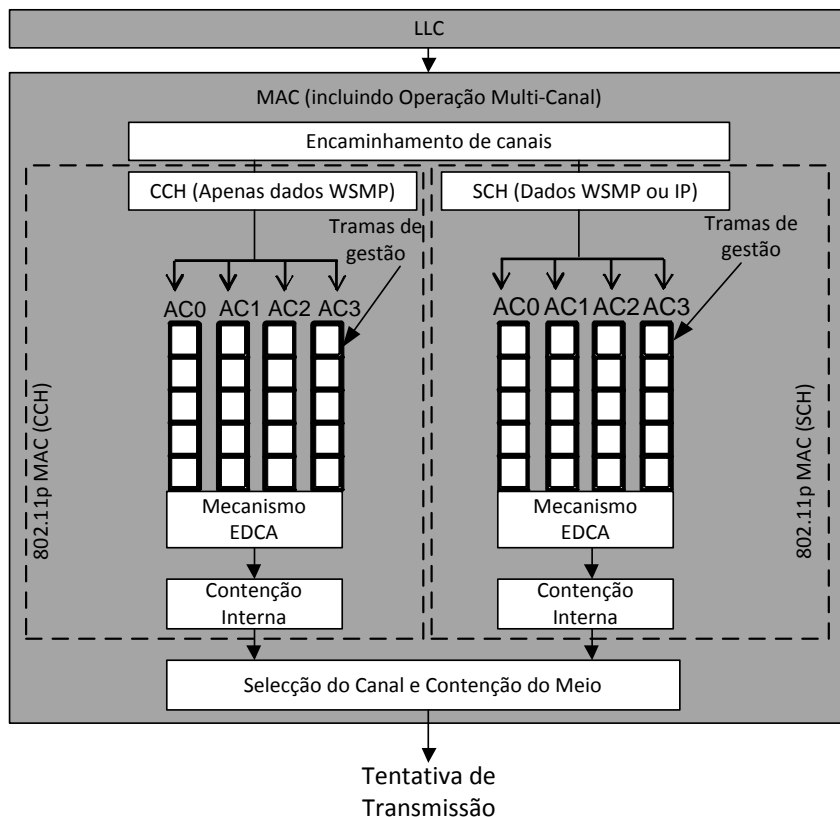 LLC
MAC (incluindo Operação Multi-Canal)
Encaminhamento de canais
CCH (Apenas dados WSMP)
SCH (Dados WSMP ou IP)
Tramas de
gestão
Tramas de
gestão
AC0 AC1 AC2 AC3
AC0 AC1 AC2 AC3
802.11p MAC (CCH)
802.11p MAC (SCH)
Mecanismo
EDCA
Mecanismo
EDCA
Contenção
Interna
Contenção
Interna
Selecção do Canal e Contenção do Meio
Tentativa de
Transmissão